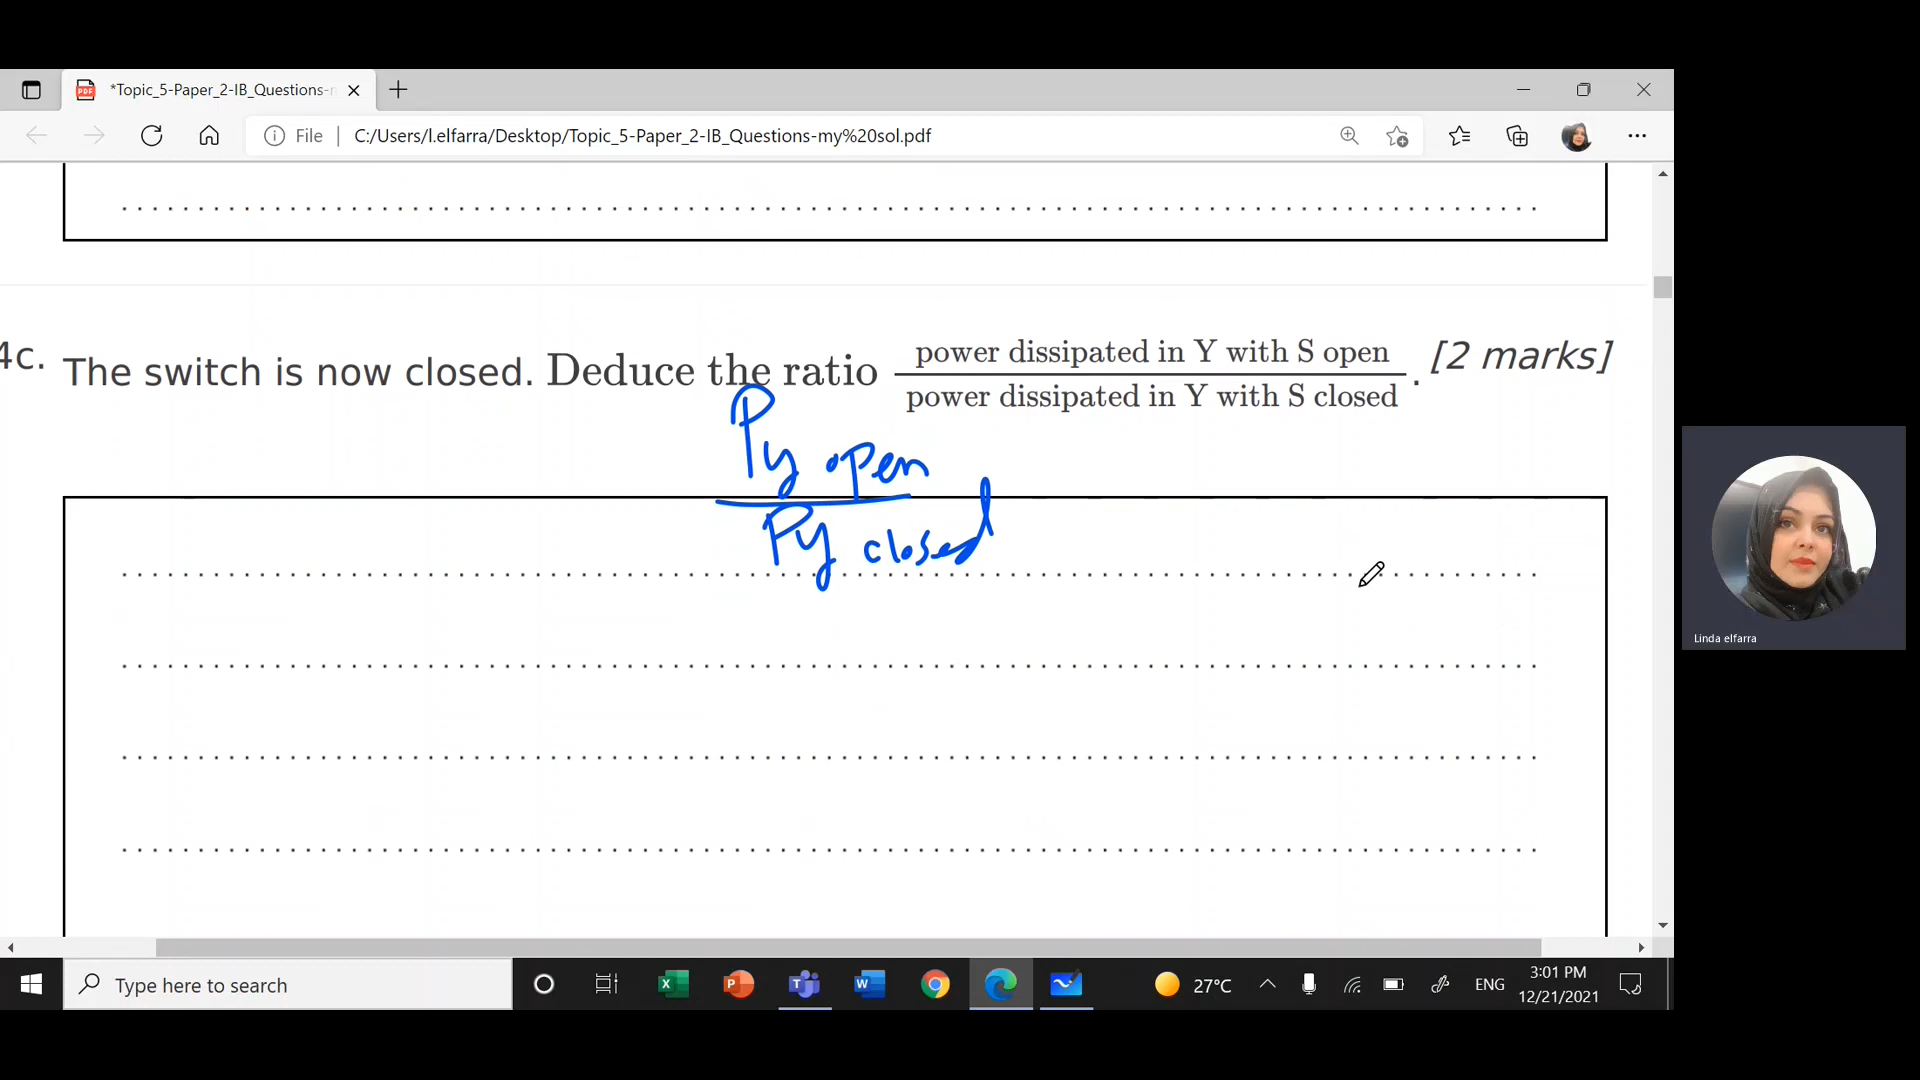 *Topic_5-Paper_2-IB_Questions-
File
C:/Users/l.elfarra/Desktop/Topic_5-Paper_2-IB_Questions-my%20sol.pdf
4c. The switch is now closed. Deduce the ratio power dissipated in Y with S open / power dissipated in Y with S closed . [2 marks]
Py open
Py closed
Linda elfarra
Type here to search
27°C
ENG
3:01 PM
12/21/2021